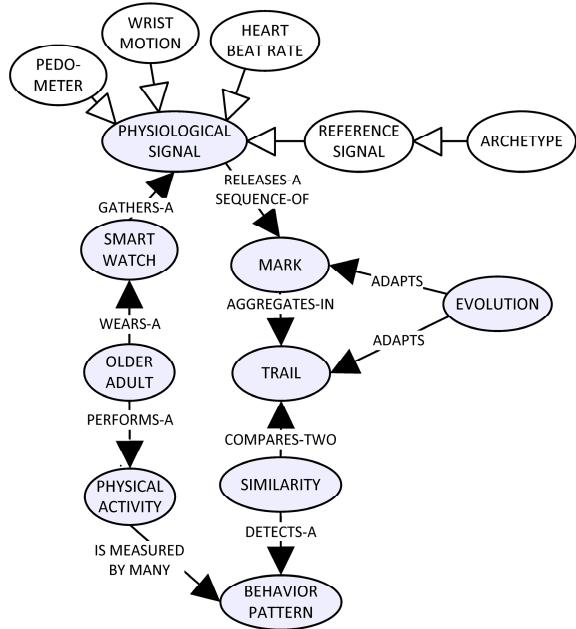 WRIST
MOTION
HEART
BEAT RATE
PEDO-
METER
PHYSIOLOGICAL
SIGNAL
REFERENCE
SIGNAL
ARCHETYPE
RELEASES-A
SEQUENCE-OF
GATHERS-A
SMART
WATCH
MARK
ADAPTS
EVOLUTION
AGGREGATES-IN
WEARS-A
ADAPTS
OLDER
ADULT
TRAIL
PERFORMS-A
COMPARES-TWO
PHYSICAL
ACTIVITY
SIMILARITY
DETECTS-A
IS MEASURED
BY MANY
BEHAVIOR
PATTERN